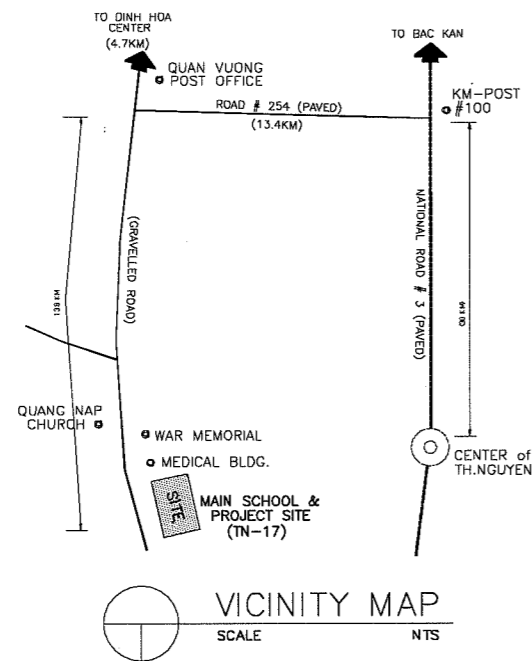 TO DINH HOA
CENTER
(4.7KM)
TO BAC KAN
QUAN VUONG
POST OFFICE
KM-POST
#100
ROAD # 254 (PAVED)
(13.4KM)
(GRAVELLED ROAD)
NATIONAL ROAD # 3 (PAVED)
QUANG NAP
CHURCH
WAR MEMORIAL
MEDICAL BLDG.
CENTER of
TH.NGUYEN
SITE
MAIN SCHOOL &
PROJECT SITE
(TN-17)
VICINITY MAP
SCALE NTS